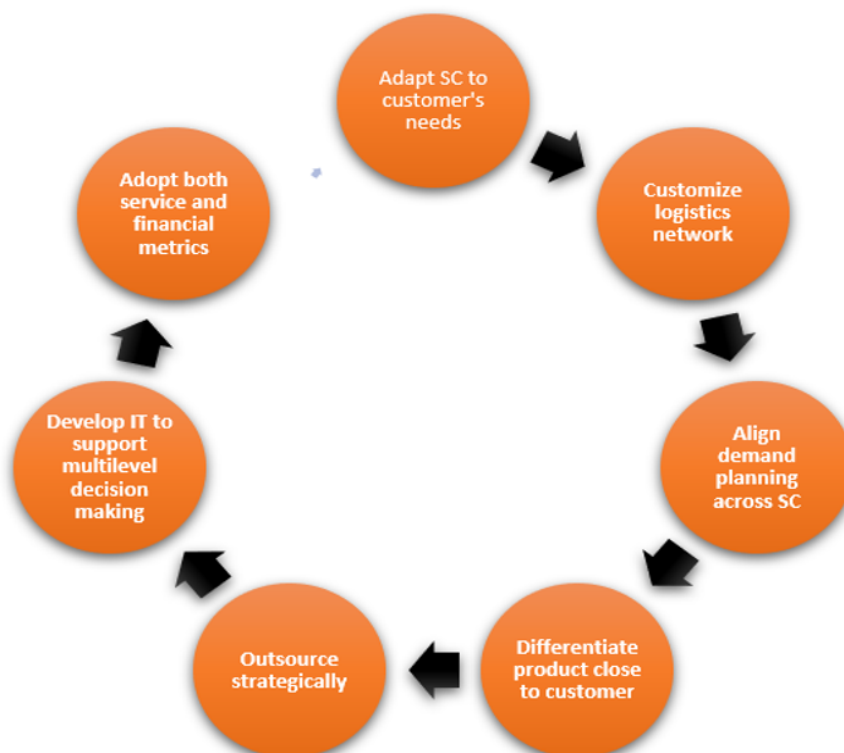 Adapt SC to
customer's
needs
Customize
logistics
network
Align
demand
planning
across SC
Differentiate
product close
to customer
Outsource
strategically
Develop IT to
support
multilevel
decision
making
Adopt both
service and
financial
metrics